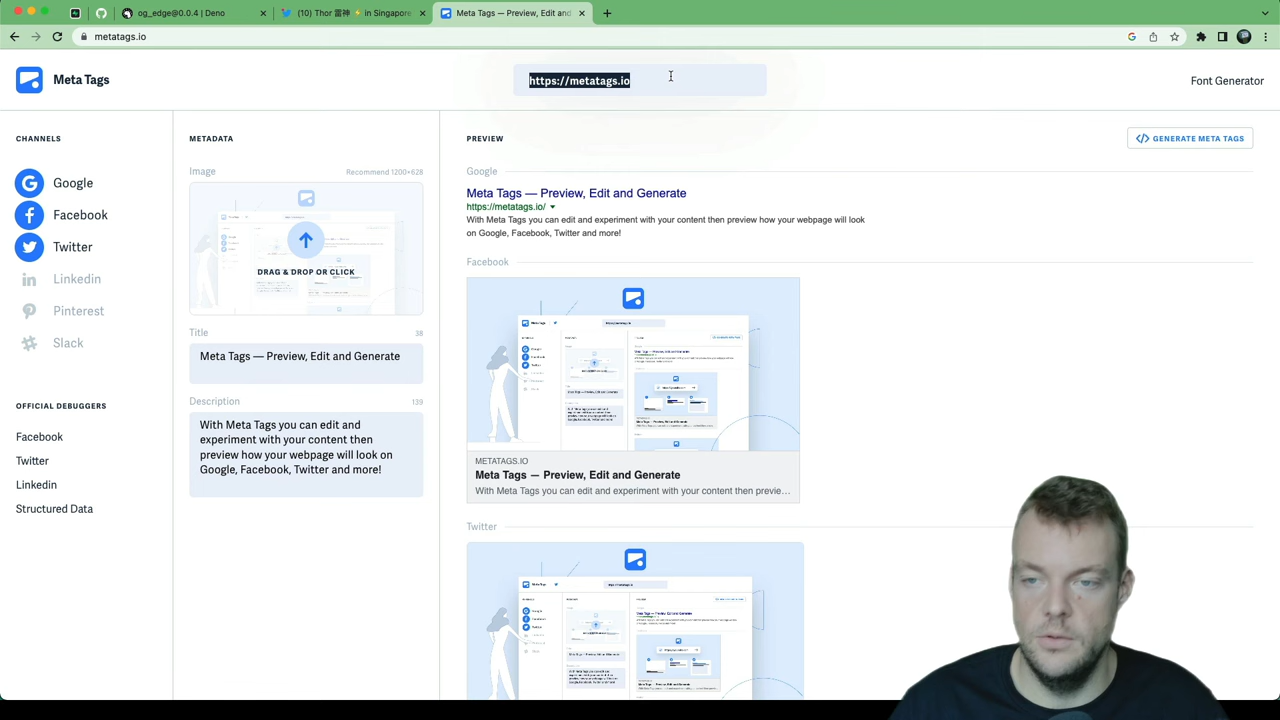 og_edge@0.0.4 | Deno
(10) Thor 雷神 ⚡ in Singapore
Meta Tags — Preview, Edit and
metatags.io
Meta Tags
https://metatags.io
Font Generator
CHANNELS
Google
Facebook
Twitter
Linkedin
Pinterest
Slack
OFFICIAL DEBUGGERS
Facebook
Twitter
Linkedin
Structured Data
METADATA
Image
Recommend 1200×628
DRAG & DROP OR CLICK
Title
38
Meta Tags — Preview, Edit and Generate
Description
139
With Meta Tags you can edit and
experiment with your content then
preview how your webpage will look on
Google, Facebook, Twitter and more!
PREVIEW
GENERATE META TAGS
Google
Meta Tags — Preview, Edit and Generate
https://metatags.io/
With Meta Tags you can edit and experiment with your content then preview how your webpage will look
on Google, Facebook, Twitter and more!
Facebook
METATAGS.IO
Meta Tags — Preview, Edit and Generate
With Meta Tags you can edit and experiment with your content then previe...
Twitter